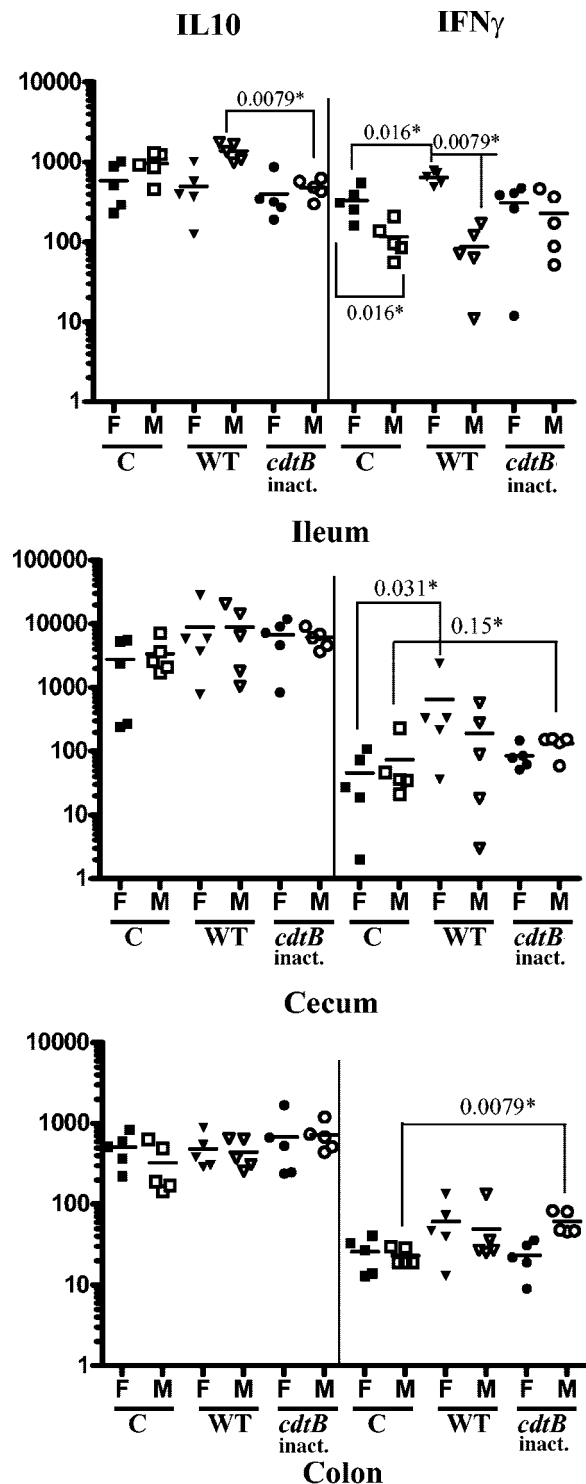 IL10 IFNγ
10000
1000
100
10
1
0.0079*
0.016* 0.0079*
0.016*
F M F M F M F M F M F M
C WT cdtB C WT cdtB
inact. inact.
Ileum
100000
10000
1000
100
10
1
0.031*
0.15*
F M F M F M F M F M F M
C WT cdtB C WT cdtB
inact. inact.
Cecum
10000
1000
100
10
1
0.0079*
F M F M F M F M F M F M
C WT cdtB C WT cdtB
inact. inact.
Colon